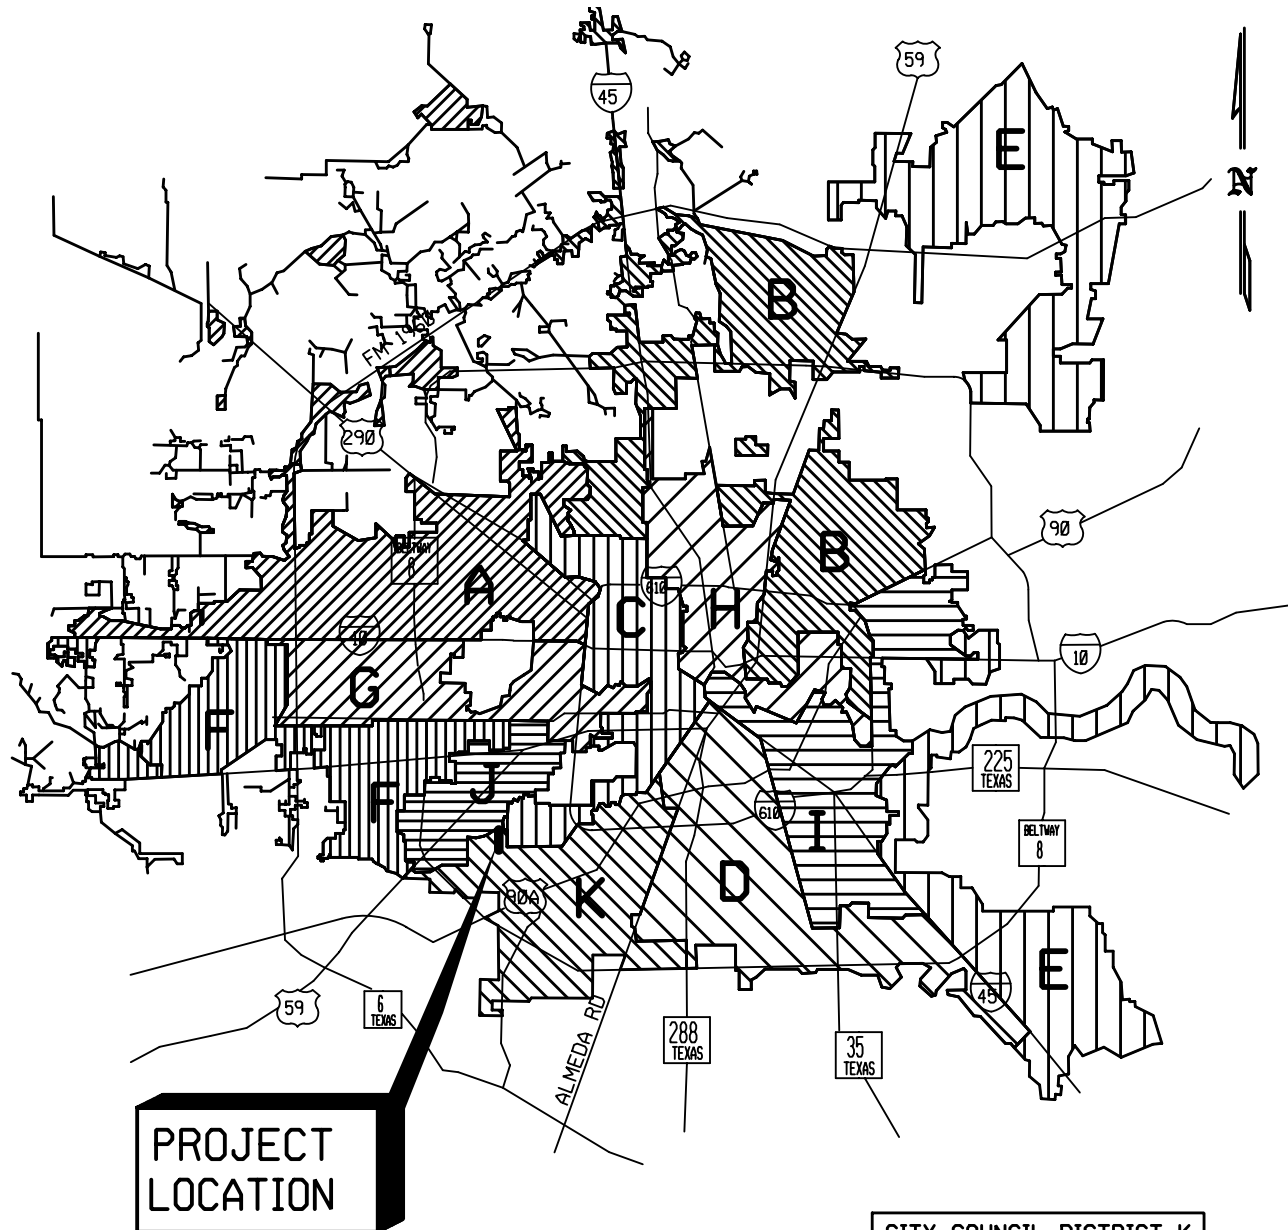 59
45
E
N
B
FM 1960
290
90
B
BELTWAY
8
A
610
C
H
10
10
G
F
225
TEXAS
J
F
610
I
BELTWAY
8
D
90A
K
E
45
59
6
TEXAS
288
TEXAS
35
TEXAS
ALMEDA RD
PROJECT
LOCATION
CITY COUNCIL DISTRICT K